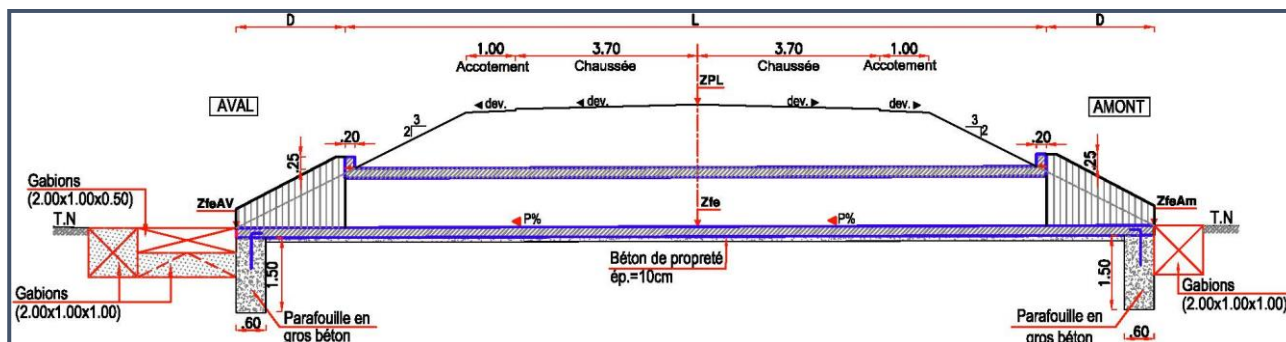 D L D
1.00 3.70 3.70 1.00
Accotement Chaussée Chaussée Accotement
ZPL
AVAL dev. dev. dev. dev. AMONT
3 3
2 2
.20 .20
.25 .25
Gabions
(2.00x1.00x0.50)
ZfeAV Zfe ZfeAm
T.N P% P% T.N
Béton de propreté
ép.=10cm
1.50 1.50
Gabions
(2.00x1.00x1.00)
Gabions
(2.00x1.00x1.00)
Parafouille en
gros béton
Parafouille en
gros béton
.60 .60